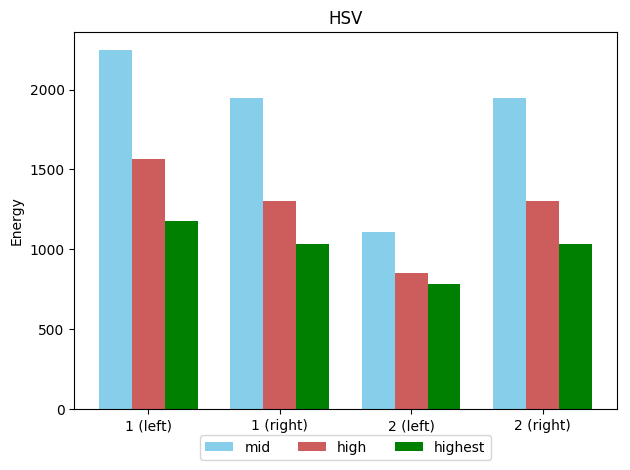 HSV
Energy
2000
1500
1000
500
0
1 (left) 1 (right) 2 (left) 2 (right)
mid high highest